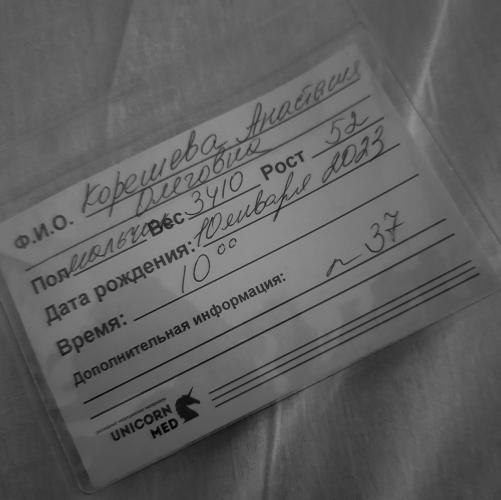 Ф.И.О. Корешева Анастасия
Олеговна
Пол мальчик Вес 3410 Рост 52
Дата рождения: 10 января 2023
Время: 10⁰⁰
Дополнительная информация: ~ 37
UNICORN
MED